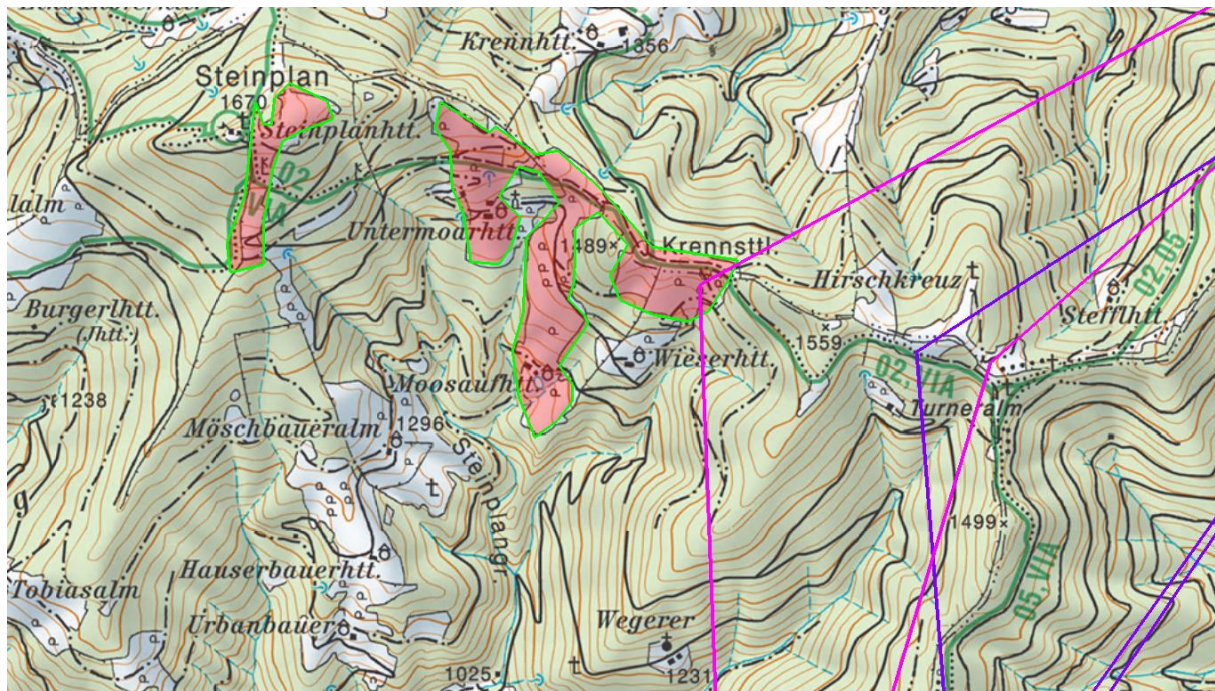 Krennhtt.
1356
Steinplan
1670
Steinplanhtt.
02
VIA
lalm
Untermoarhtt.
1489
Krennsttl.
Hirschkreuz
02.05
Stefflhtt.
Burgerlhtt.
(Jhtt.)
1559
Wieserhtt.
Moosaufhtt.
02.VIA
Turneralm
1238
Möschbaueralm
1296
Steinplangr.
g
1499
Hauserbauerhtt.
Tobiasalm
05.VIA
Urbanbauer
Wegerer
1025
1231